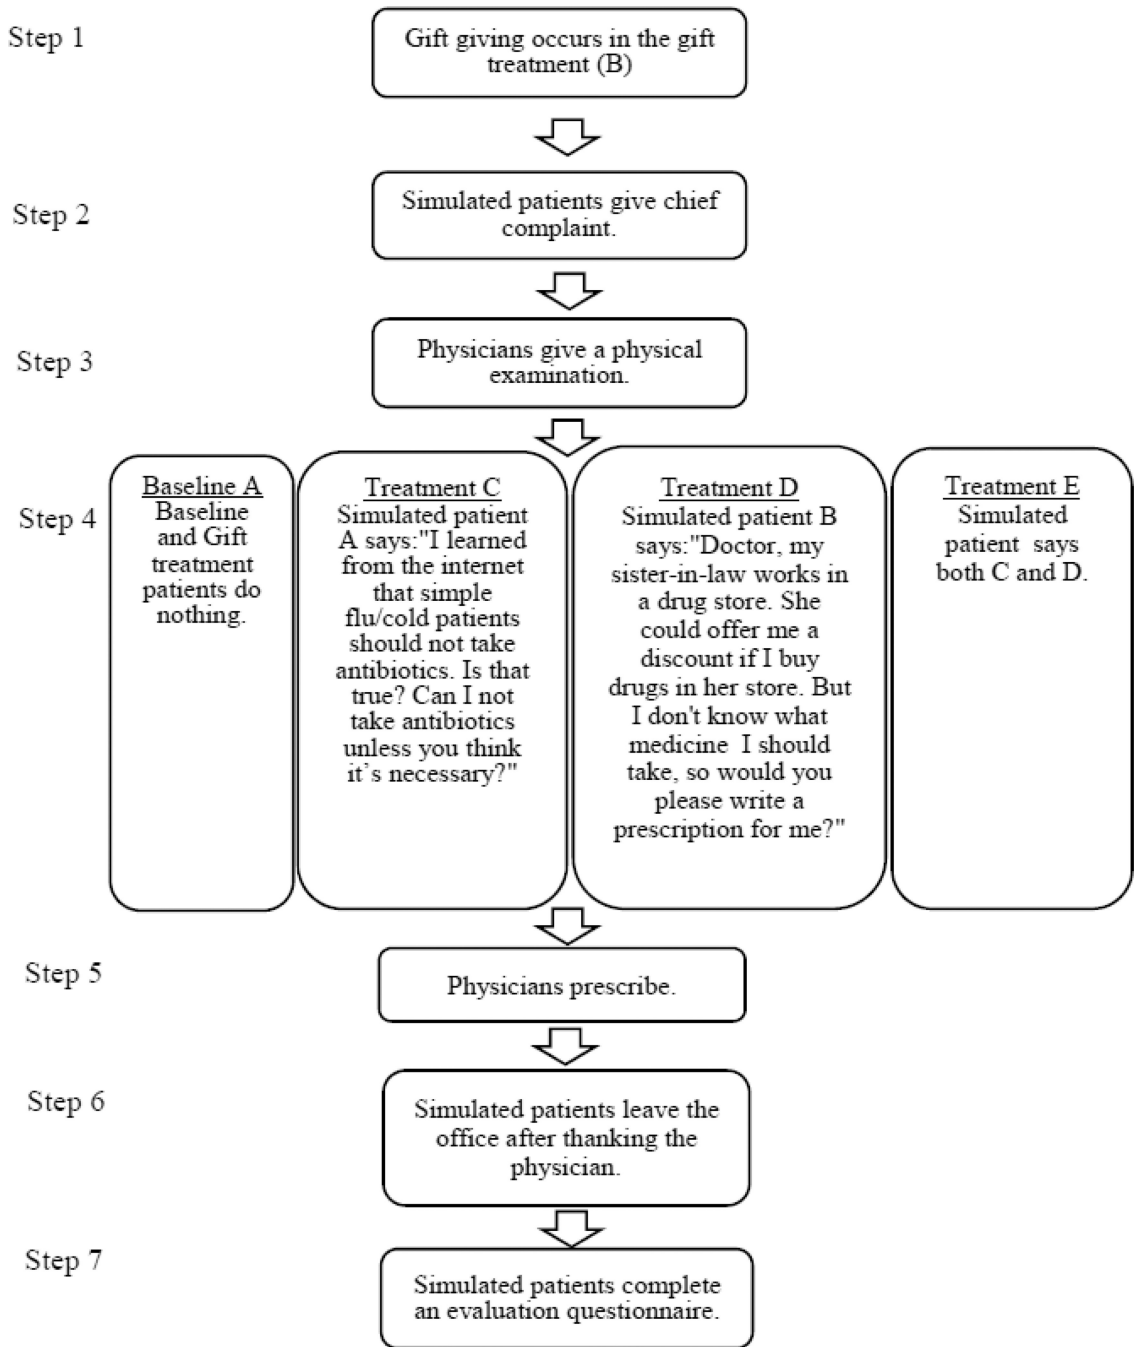 Step 1
Gift giving occurs in the gift
treatment (B)
Step 2
Simulated patients give chief
complaint.
Step 3
Physicians give a physical
examination.
Step 4
Baseline A
Baseline
and Gift
treatment
patients do
nothing.
Treatment C
Simulated patient
A says:"I learned
from the internet
that simple
flu/cold patients
should not take
antibiotics. Is that
true? Can I not
take antibiotics
unless you think
it's necessary?"
Treatment D
Simulated patient B
says:"Doctor, my
sister-in-law works in
a drug store. She
could offer me a
discount if I buy
drugs in her store. But
I don't know what
medicine I should
take, so would you
please write a
prescription for me?"
Treatment E
Simulated
patient says
both C and D.
Step 5
Physicians prescribe.
Step 6
Simulated patients leave the
office after thanking the
physician.
Step 7
Simulated patients complete
an evaluation questionnaire.